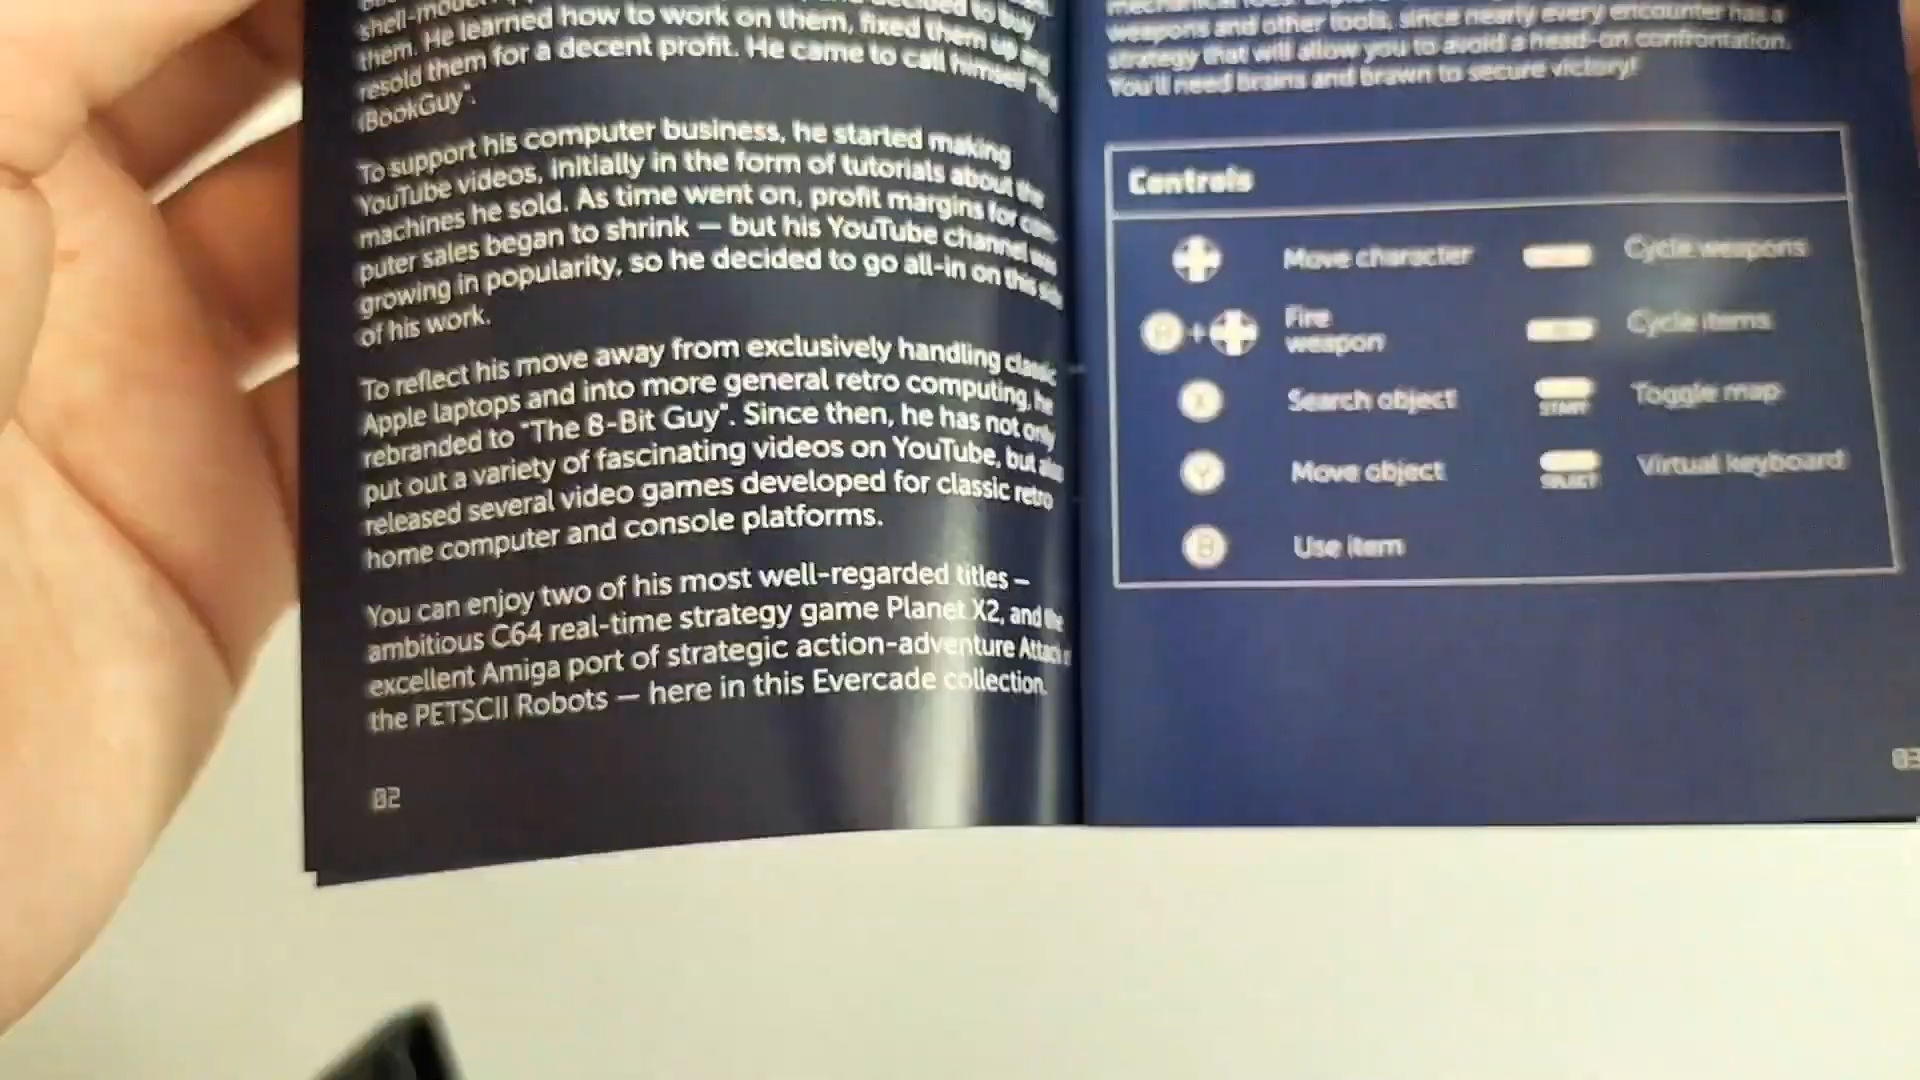 decided to buy
them. He learned how to work on them, fixed them up and
resold them for a decent profit. He came to call himself "The
iBookGuy".
To support his computer business, he started making
YouTube videos, initially in the form of tutorials about the
machines he sold. As time went on, profit margins for com-
puter sales began to shrink — but his YouTube channel was
growing in popularity, so he decided to go all-in on this side
of his work.
To reflect his move away from exclusively handling classic
Apple laptops and into more general retro computing, he
rebranded to "The 8-Bit Guy". Since then, he has not only
put out a variety of fascinating videos on YouTube, but also
released several video games developed for classic retro
home computer and console platforms.
You can enjoy two of his most well-regarded titles –
ambitious C64 real-time strategy game Planet X2, and the
excellent Amiga port of strategic action-adventure Attack of
the PETSCII Robots — here in this Evercade collection.
02
weapons and other tools, since nearly every encounter has a
strategy that will allow you to avoid a head-on confrontation.
You'll need brains and brawn to secure victory!
Controls
Move character
Cycle weapons
+ Fire
weapon
Cycle items
X Search object
START Toggle map
Y Move object
SELECT Virtual keyboard
B Use item
03